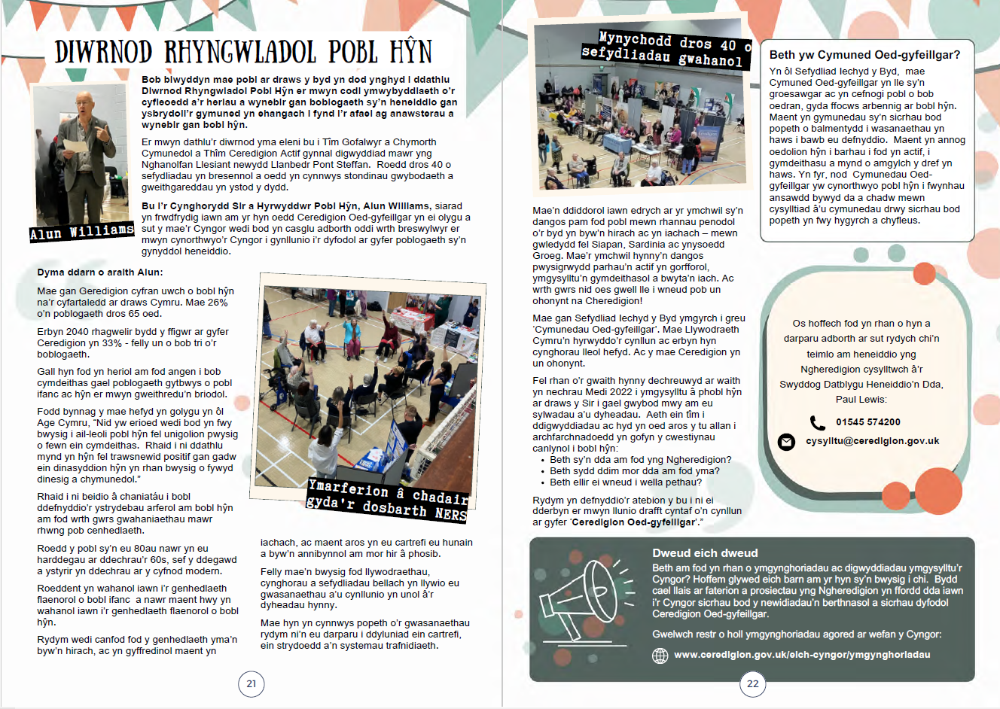 DIWRNOD RHYNGWLADOL POBL HŶN
Bob blwyddyn mae pobl ar draws y byd yn dod ynghyd i ddathlu
Diwrnod Rhyngwladol Pobl Hŷn er mwyn codi ymwybyddiaeth o'r
cyfleoedd a'r heriau a wynebir gan boblogaeth sy'n heneiddio gan
ysbrydoli'r gymuned yn ehangach i fynd i'r afael ag anawsterau a
wynebir gan bobl hŷn.
Er mwyn dathlu'r diwrnod yma eleni bu i Tîm Gofalwyr a Chymorth
Cymunedol a Thîm Ceredigion Actif gynnal digwyddiad mawr yng
Nghanolfan Llesiant newydd Llanbedr Pont Steffan. Roedd dros 40 o
sefydliadau yn bresennol a oedd yn cynnwys stondinau gwybodaeth a
gweithgareddau yn ystod y dydd.
Bu i'r Cynghorydd Sir a Hyrwyddwr Pobl Hŷn, Alun Williams, siarad
yn frwdfrydig iawn am yr hyn oedd Ceredigion Oed-gyfeillgar yn ei olygu a
sut y mae'r Cyngor wedi bod yn casglu adborth oddi wrth breswylwyr er
mwyn cynorthwyo'r Cyngor i gynllunio i'r dyfodol ar gyfer poblogaeth sy'n
gynyddol heneiddio.
Alun Williams
Dyma ddarn o araith Alun:
Mae gan Geredigion cyfran uwch o bobl hŷn
na'r cyfartaledd ar draws Cymru. Mae 26%
o'n poblogaeth dros 65 oed.
Erbyn 2040 rhagwelir bydd y ffigwr ar gyfer
Ceredigion yn 33% - felly un o bob tri o'r
boblogaeth.
Gall hyn fod yn heriol am fod angen i bob
cymdeithas gael poblogaeth gytbwys o pobl
ifanc ac hŷn er mwyn gweithredu'n briodol.
Fodd bynnag y mae hefyd yn golygu yn ôl
Age Cymru, "Nid yw erioed wedi bod yn fwy
bwysig i ail-leoli pobl hŷn fel unigolion pwysig
o fewn ein cymdeithas. Rhaid i ni ddathlu
mynd yn hŷn fel trawsnewid positif gan gadw
ein dinasyddion hŷn yn rhan bwysig o fywyd
dinesig a chymunedol."
Rhaid i ni beidio â chaniatáu i bobl
ddefnyddio'r ystrydebau arferol am bobl hŷn
am fod wrth gwrs gwahaniaethau mawr
rhwng pob cenhedlaeth.
Roedd y pobl sy'n eu 80au nawr yn eu
harddegau ar ddechrau'r 60s, sef y ddegawd
a ystyrir yn ddechrau ar y cyfnod modern.
Roeddent yn wahanol iawn i'r genhedlaeth
flaenorol o bobl ifanc a nawr maent hwy yn
wahanol iawn i'r genhedlaeth flaenorol o bobl
hŷn.
Rydym wedi canfod fod y genhedlaeth yma'n
byw'n hirach, ac yn gyffredinol maent yn
Ymarferion â chadair
gyda'r dosbarth NERS
iachach, ac maent aros yn eu cartrefi eu hunain
a byw'n annibynnol am mor hir â phosib.
Felly mae'n bwysig fod llywodraethau,
cynghorau a sefydliadau bellach yn llywio eu
gwasanaethau a'u cynllunio yn unol â'r
dyheadau hynny.
Mae hyn yn cynnwys popeth o'r gwasanaethau
rydym ni'n eu darparu i ddyluniad ein cartrefi,
ein strydoedd a'n systemau trafnidiaeth.
21
Mynychodd dros 40 o
sefydliadau gwahanol
Mae'n ddiddorol iawn edrych ar yr ymchwil sy'n
dangos pam fod pobl mewn rhannau penodol
o'r byd yn byw'n hirach ac yn iachach – mewn
gwledydd fel Siapan, Sardinia ac ynysoedd
Groeg. Mae'r ymchwil hynny'n dangos
pwysigrwydd parhau'n actif yn gorfforol,
ymgysylltu'n gymdeithasol a bwyta'n iach. Ac
wrth gwrs nid oes gwell lle i wneud pob un
ohonynt na Cheredigion!
Mae gan Sefydliad Iechyd y Byd ymgyrch i greu
'Cymunedau Oed-gyfeillgar'. Mae Llywodraeth
Cymru'n hyrwyddo'r cynllun ac erbyn hyn
cynghorau lleol hefyd. Ac y mae Ceredigion yn
un ohonynt.
Fel rhan o'r gwaith hynny dechreuwyd ar waith
yn nechrau Medi 2022 i ymgysylltu â phobl hŷn
ar draws y Sir i gael gwybod mwy am eu
sylwadau a'u dyheadau. Aeth ein tîm i
ddigwyddiadau ac hyd yn oed aros y tu allan i
archfarchnadoedd yn gofyn y cwestiynau
canlynol i bobl hŷn:
• Beth sy'n dda am fod yng Ngheredigion?
• Beth sydd ddim mor dda am fod yma?
• Beth ellir ei wneud i wella pethau?
Rydym yn defnyddio'r atebion y bu i ni ei
dderbyn er mwyn llunio drafft cyntaf o'n cynllun
ar gyfer 'Ceredigion Oed-gyfeillgar'."
Beth yw Cymuned Oed-gyfeillgar?
Yn ôl Sefydliad Iechyd y Byd, mae
Cymuned Oed-gyfeillgar yn lle sy'n
groesawgar ac yn cefnogi pobl o bob
oedran, gyda ffocws arbennig ar bobl hŷn.
Maent yn gymunedau sy'n sicrhau bod
popeth o balmentydd i wasanaethau yn
haws i bawb eu defnyddio. Maent yn annog
oedolion hŷn i barhau i fod yn actif, i
gymdeithasu a mynd o amgylch y dref yn
haws. Yn fyr, nod Cymunedau Oed-
gyfeillgar yw cynorthwyo pobl hŷn i fwynhau
ansawdd bywyd da a chadw mewn
cysylltiad â'u cymunedau drwy sicrhau bod
popeth yn fwy hygyrch a chyfleus.
Os hoffech fod yn rhan o hyn a
darparu adborth ar sut rydych chi'n
teimlo am heneiddio yng
Ngheredigion cysylltwch â'r
Swyddog Datblygu Heneiddio'n Dda,
Paul Lewis:
01545 574200
cysylltu@ceredigion.gov.uk
Dweud eich dweud
Beth am fod yn rhan o ymgynghoriadau ac digwyddiadau ymgysylltu'r
Cyngor? Hoffem glywed eich barn am yr hyn sy'n bwysig i chi. Bydd
cael llais ar faterion a prosiectau yng Ngheredigion yn ffordd dda iawn
i'r Cyngor sicrhau bod y newidiadau'n berthnasol a sicrhau dyfodol
Ceredigion Oed-gyfeillgar.
Gwelwch restr o holl ymgynghoriadau agored ar wefan y Cyngor:
www.ceredigion.gov.uk/eich-cyngor/ymgynghoriadau
22